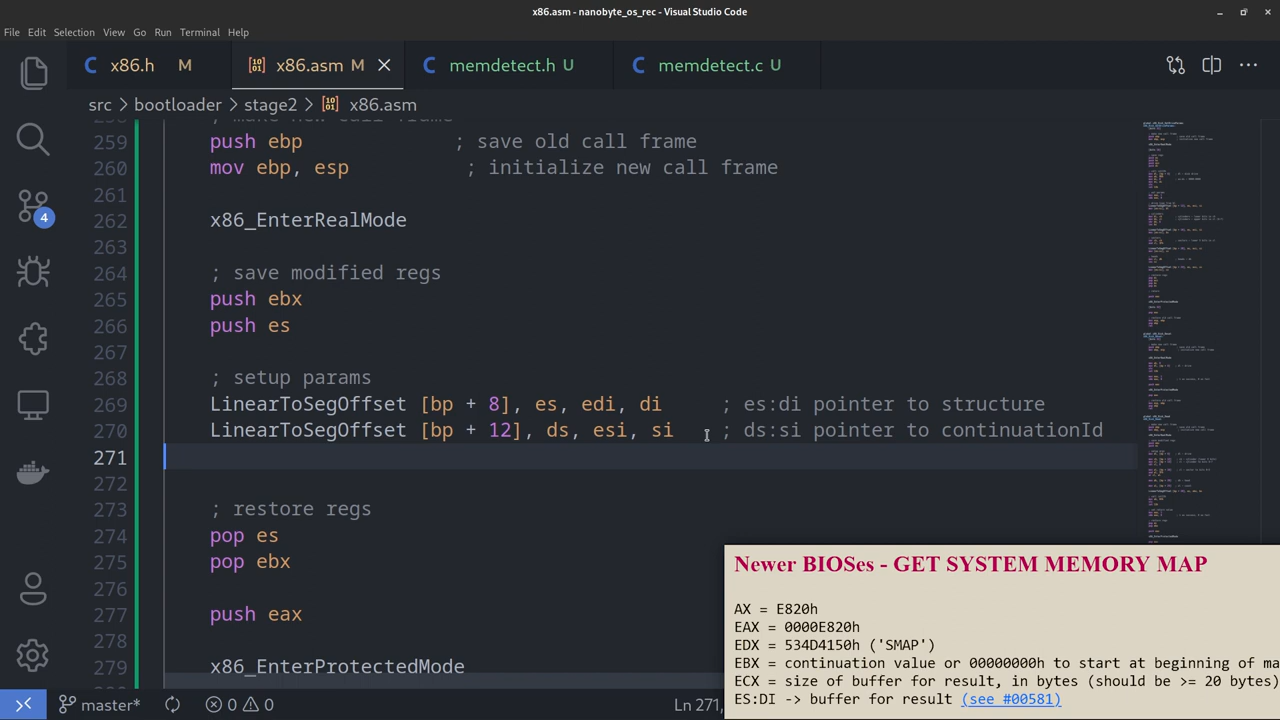 x86.asm - nanobyte_os_rec - Visual Studio Code
File Edit Selection View Go Run Terminal Help
x86.h M
x86.asm M
memdetect.h U
memdetect.c U
src > bootloader > stage2 > x86.asm
259 push ebp save old call frame
260 mov ebp, esp ; initialize new call frame
261
262 x86_EnterRealMode
263
264 ; save modified regs
265 push ebx
266 push es
267
268 ; setup params
269 LinearToSegOffset [bp + 8], es, edi, di ; es:di pointer to structure
270 LinearToSegOffset [bp + 12], ds, esi, si ; ds:si pointer to continuationId
271
272
273 ; restore regs
274 pop es
275 pop ebx
276
277 push eax
278
279 x86_EnterProtectedMode
4
master* 0 0 Ln 271,
Newer BIOSes - GET SYSTEM MEMORY MAP
AX = E820h
EAX = 0000E820h
EDX = 534D4150h ('SMAP')
EBX = continuation value or 00000000h to start at beginning of ma
ECX = size of buffer for result, in bytes (should be >= 20 bytes)
ES:DI -> buffer for result (see #00581)